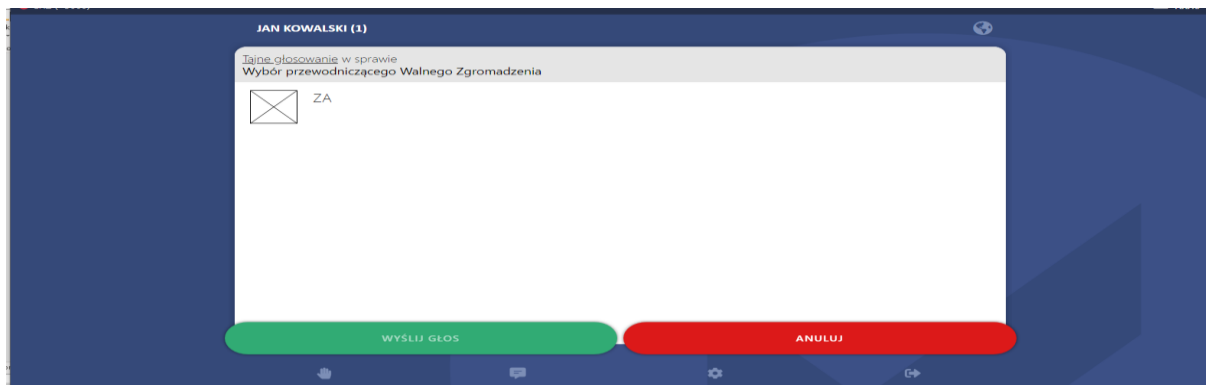 JAN KOWALSKI (1)
Tajne głosowanie w sprawie
Wybór przewodniczącego Walnego Zgromadzenia
ZA
WYŚLIJ GŁOS
ANULUJ